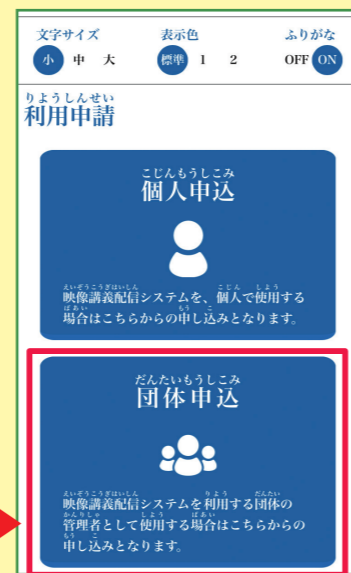 文字サイズ 表示色 ふりがな
小 中 大 標準 1 2 OFF ON
りようしんせい
利用申請
こじんもうしこみ
個人申込
えいぞうこうぎはいしん こじん しよう
映像講義配信システムを、個人で使用する
ばあい もう こ
場合はこちらからの申し込みとなります。
だんたいもうしこみ
団体申込
えいぞうこうぎはいしん りよう だんたい
映像講義配信システムを利用する団体の
かんりしゃ しよう ばあい
管理者として使用する場合はこちらからの
もう こ
申し込みとなります。